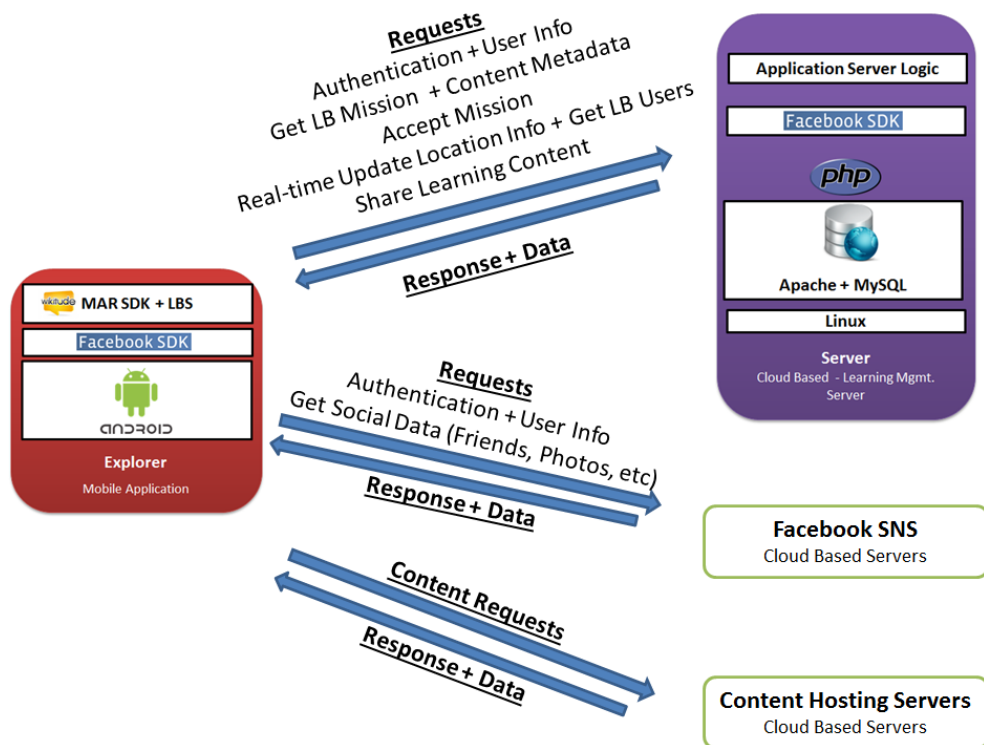 Requests
Authentication + User Info
Get LB Mission + Content Metadata
Accept Mission
Real-time Update Location Info + Get LB Users
Share Learning Content
Response + Data
Application Server Logic
Facebook SDK
php
Apache + MySQL
Linux
Server
Cloud Based - Learning Mgmt.
Server
wikitude MAR SDK + LBS
Facebook SDK
ANDROID
Explorer
Mobile Application
Requests
Authentication + User Info
Get Social Data (Friends, Photos, etc)
Response + Data
Facebook SNS
Cloud Based Servers
Content Requests
Response + Data
Content Hosting Servers
Cloud Based Servers